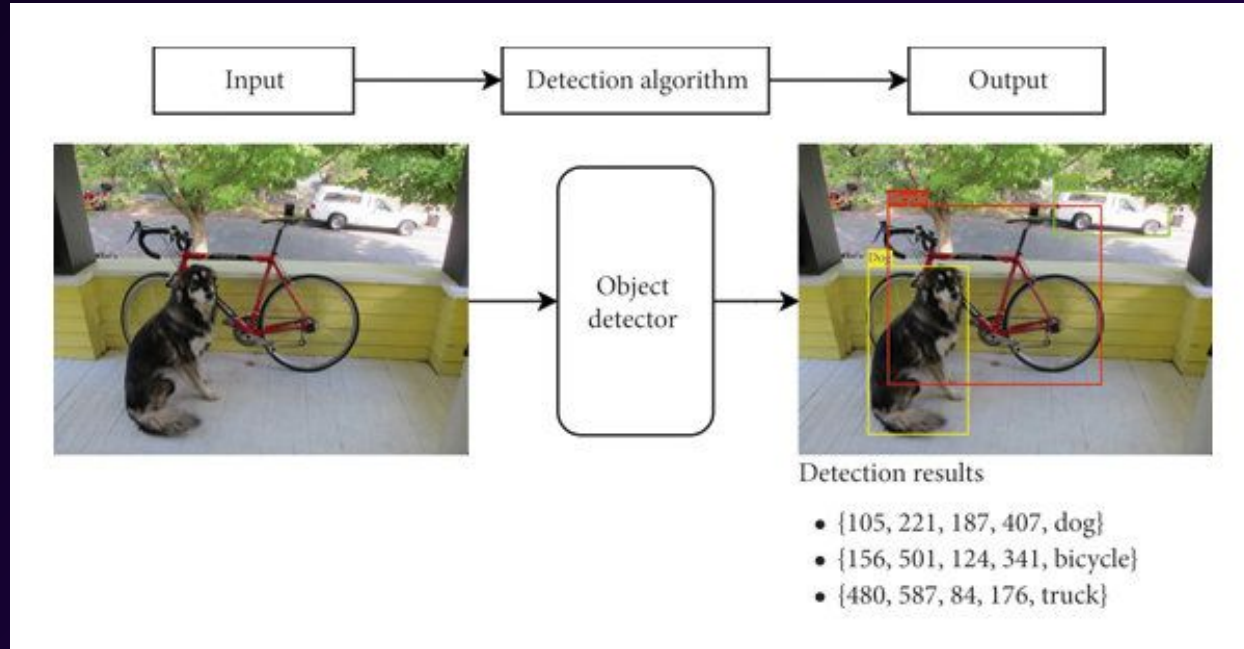 Input
Detection algorithm
Output
Object
detector
Dog
Detection results
• {105, 221, 187, 407, dog}
• {156, 501, 124, 341, bicycle}
• {480, 587, 84, 176, truck}